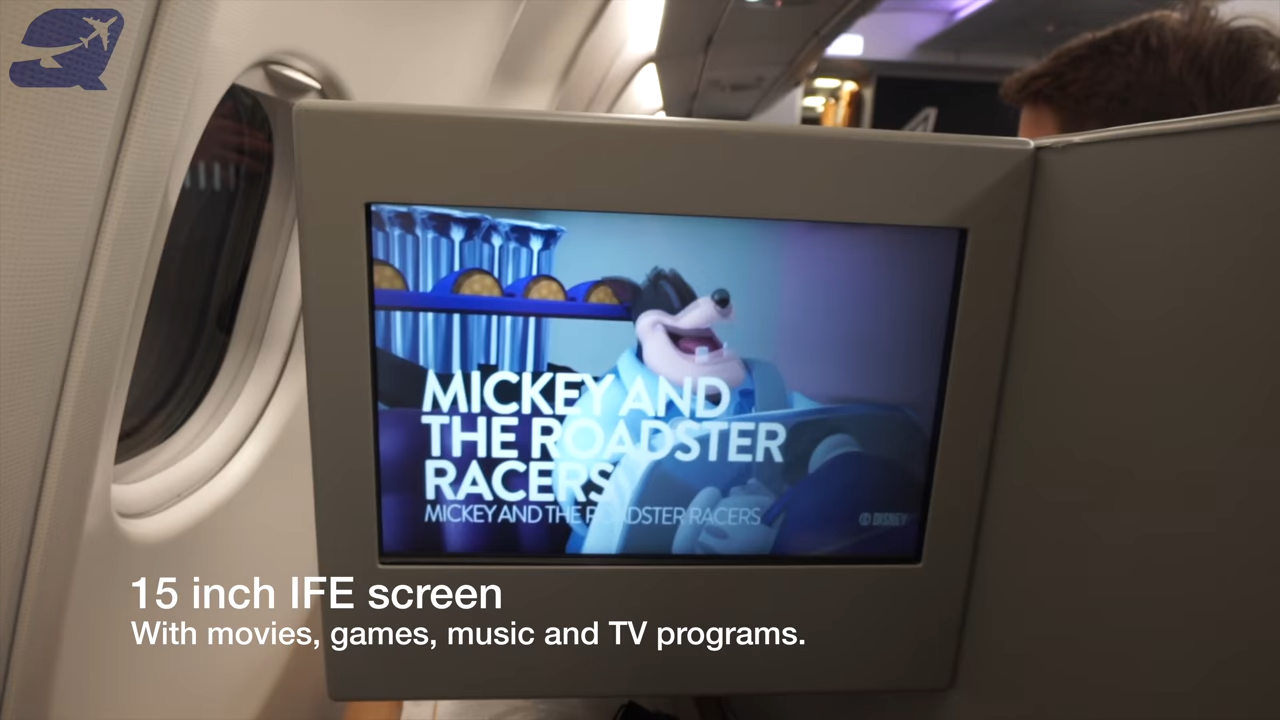 MICKEY AND
THE ROADSTER
RACERS
MICKEY AND THE ROADSTER RACERS
© DISNEY
15 inch IFE screen
With movies, games, music and TV programs.